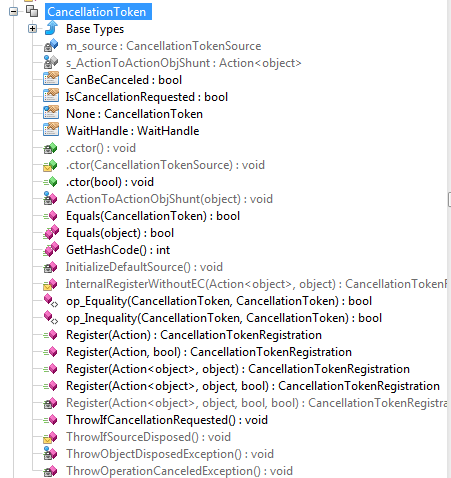 CancellationToken
Base Types
m_source : CancellationTokenSource
s_ActionToActionObjShunt : Action<object>
CanBeCanceled : bool
IsCancellationRequested : bool
None : CancellationToken
WaitHandle : WaitHandle
.cctor() : void
.ctor(CancellationTokenSource) : void
.ctor(bool) : void
ActionToActionObjShunt(object) : void
Equals(CancellationToken) : bool
Equals(object) : bool
GetHashCode() : int
InitializeDefaultSource() : void
InternalRegisterWithoutEC(Action<object>, object) : CancellationTokenR
op_Equality(CancellationToken, CancellationToken) : bool
op_Inequality(CancellationToken, CancellationToken) : bool
Register(Action) : CancellationTokenRegistration
Register(Action, bool) : CancellationTokenRegistration
Register(Action<object>, object) : CancellationTokenRegistration
Register(Action<object>, object, bool) : CancellationTokenRegistration
Register(Action<object>, object, bool, bool) : CancellationTokenRegistra
ThrowIfCancellationRequested() : void
ThrowIfSourceDisposed() : void
ThrowObjectDisposedException() : void
ThrowOperationCanceledException() : void